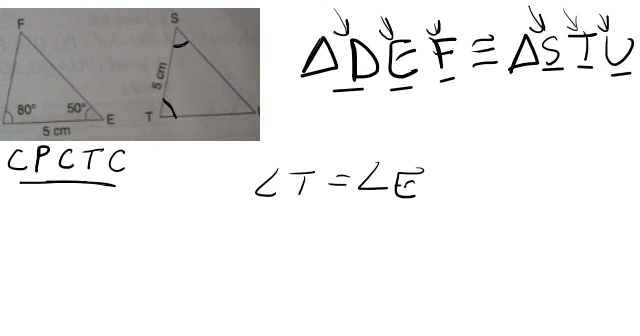 F
S
80°
50°
E
5 cm
5 cm
T
ΔDEF ≡ ΔSTU
CPCTC
∠T = ∠E